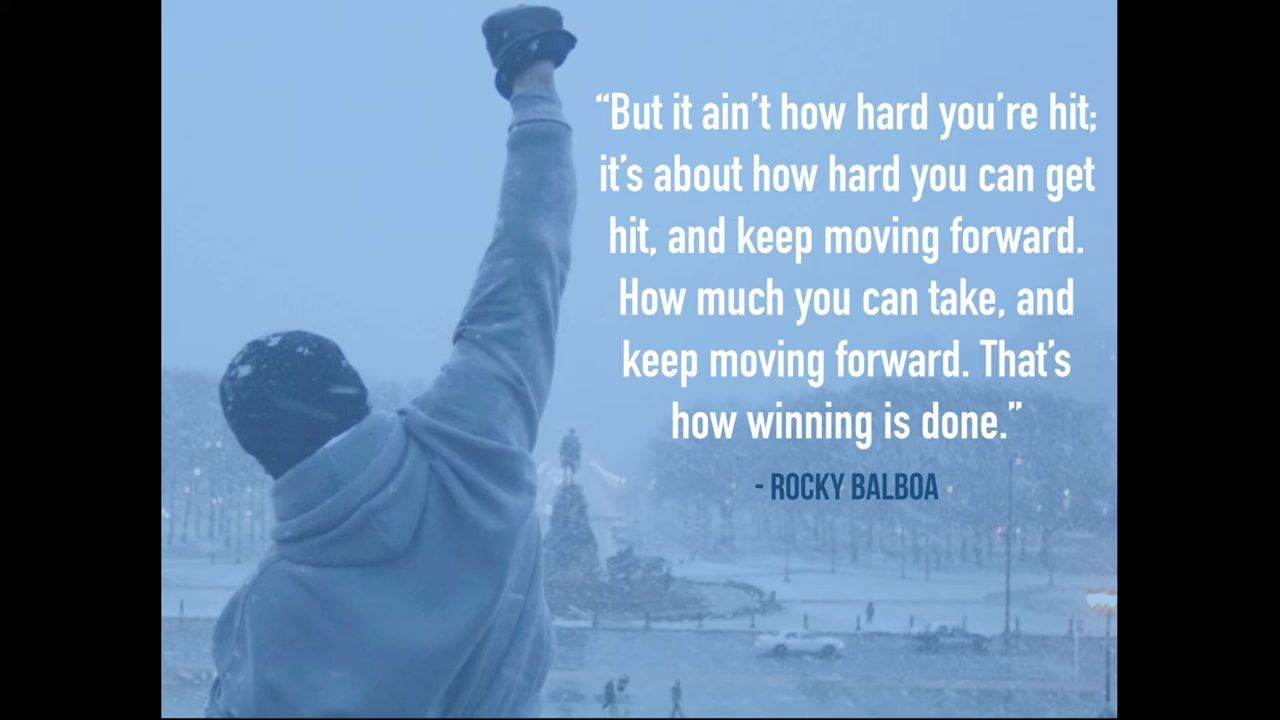 “But it ain’t how hard you’re hit;
it’s about how hard you can get
hit, and keep moving forward.
How much you can take, and
keep moving forward. That’s
how winning is done.”
- ROCKY BALBOA